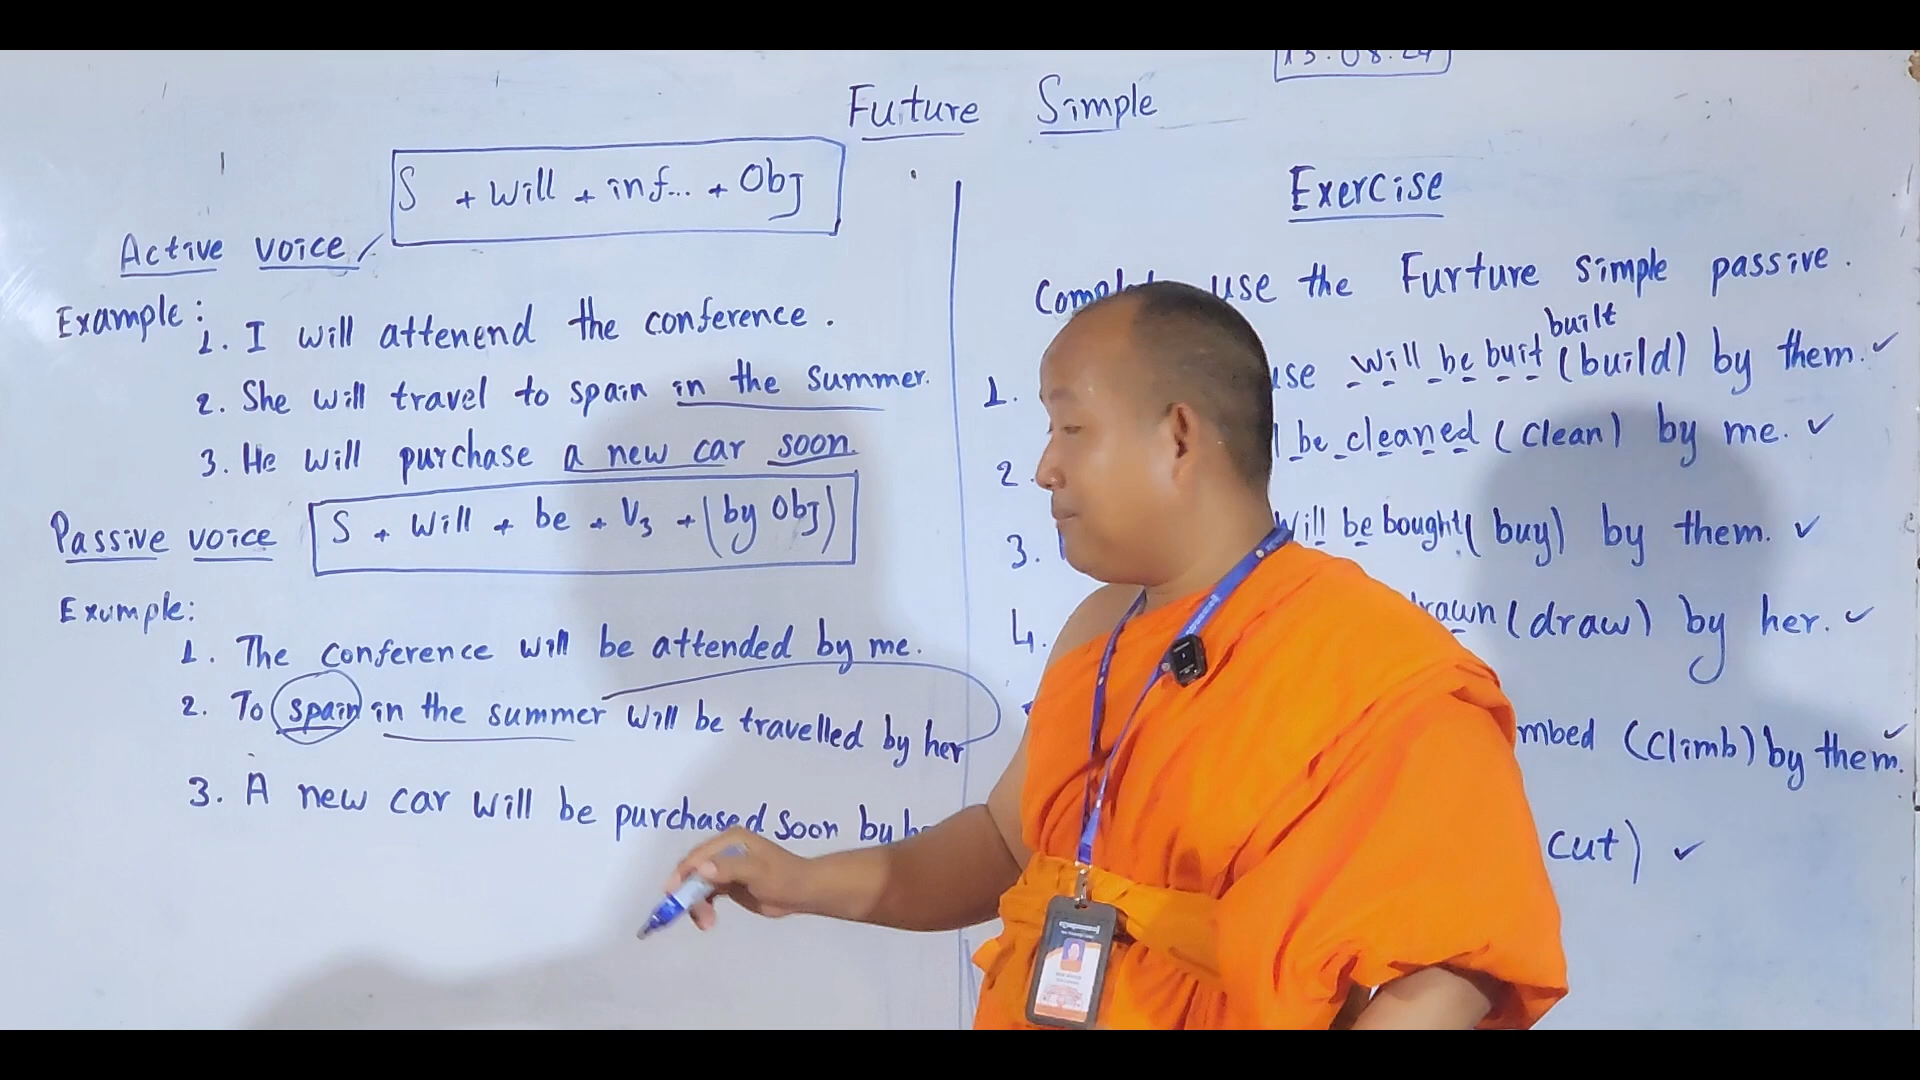 13.08.24
Future Simple
S + will + inf... + Obj
Active voice
Example:
1. I will attenend the conference.
2. She will travel to spain in the summer.
3. He will purchase a new car soon.
Passive voice
S + will + be + V3 + (by Obj)
Exumple:
1. The conference will be attended by me.
2. To spain in the summer will be travelled by her
3. A new car will be purchased soon by
Exercise
use the Furture simple passive.
built
1. use will be buit (build) by them. ✓
2. be cleaned (clean) by me. ✓
3. will be bought (buy) by them. ✓
4. drawn (draw) by her. ✓
(climb) by them. ✓
cut) ✓